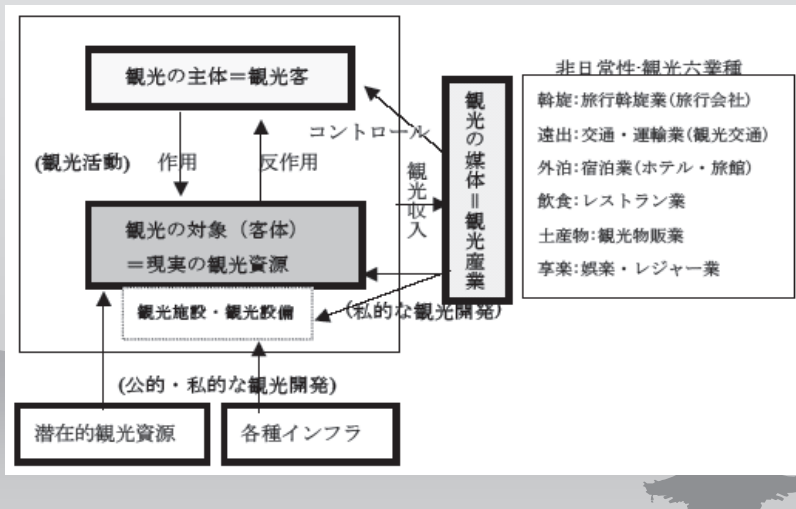 観光の主体＝観光客
コントロール
(観光活動)
作用
反作用
観光の対象（客体）
＝現実の観光資源
観光施設・観光設備
観光収入
観光の媒体＝観光産業
(私的な観光開発)
(公的・私的な観光開発)
潜在的観光資源
各種インフラ
非日常性·観光六業種
斡旋：旅行斡旋業(旅行会社)
遠出：交通・運輸業(観光交通)
外泊：宿泊業(ホテル・旅館)
飲食：レストラン業
土産物：観光物販業
享楽：娯楽・レジャー業